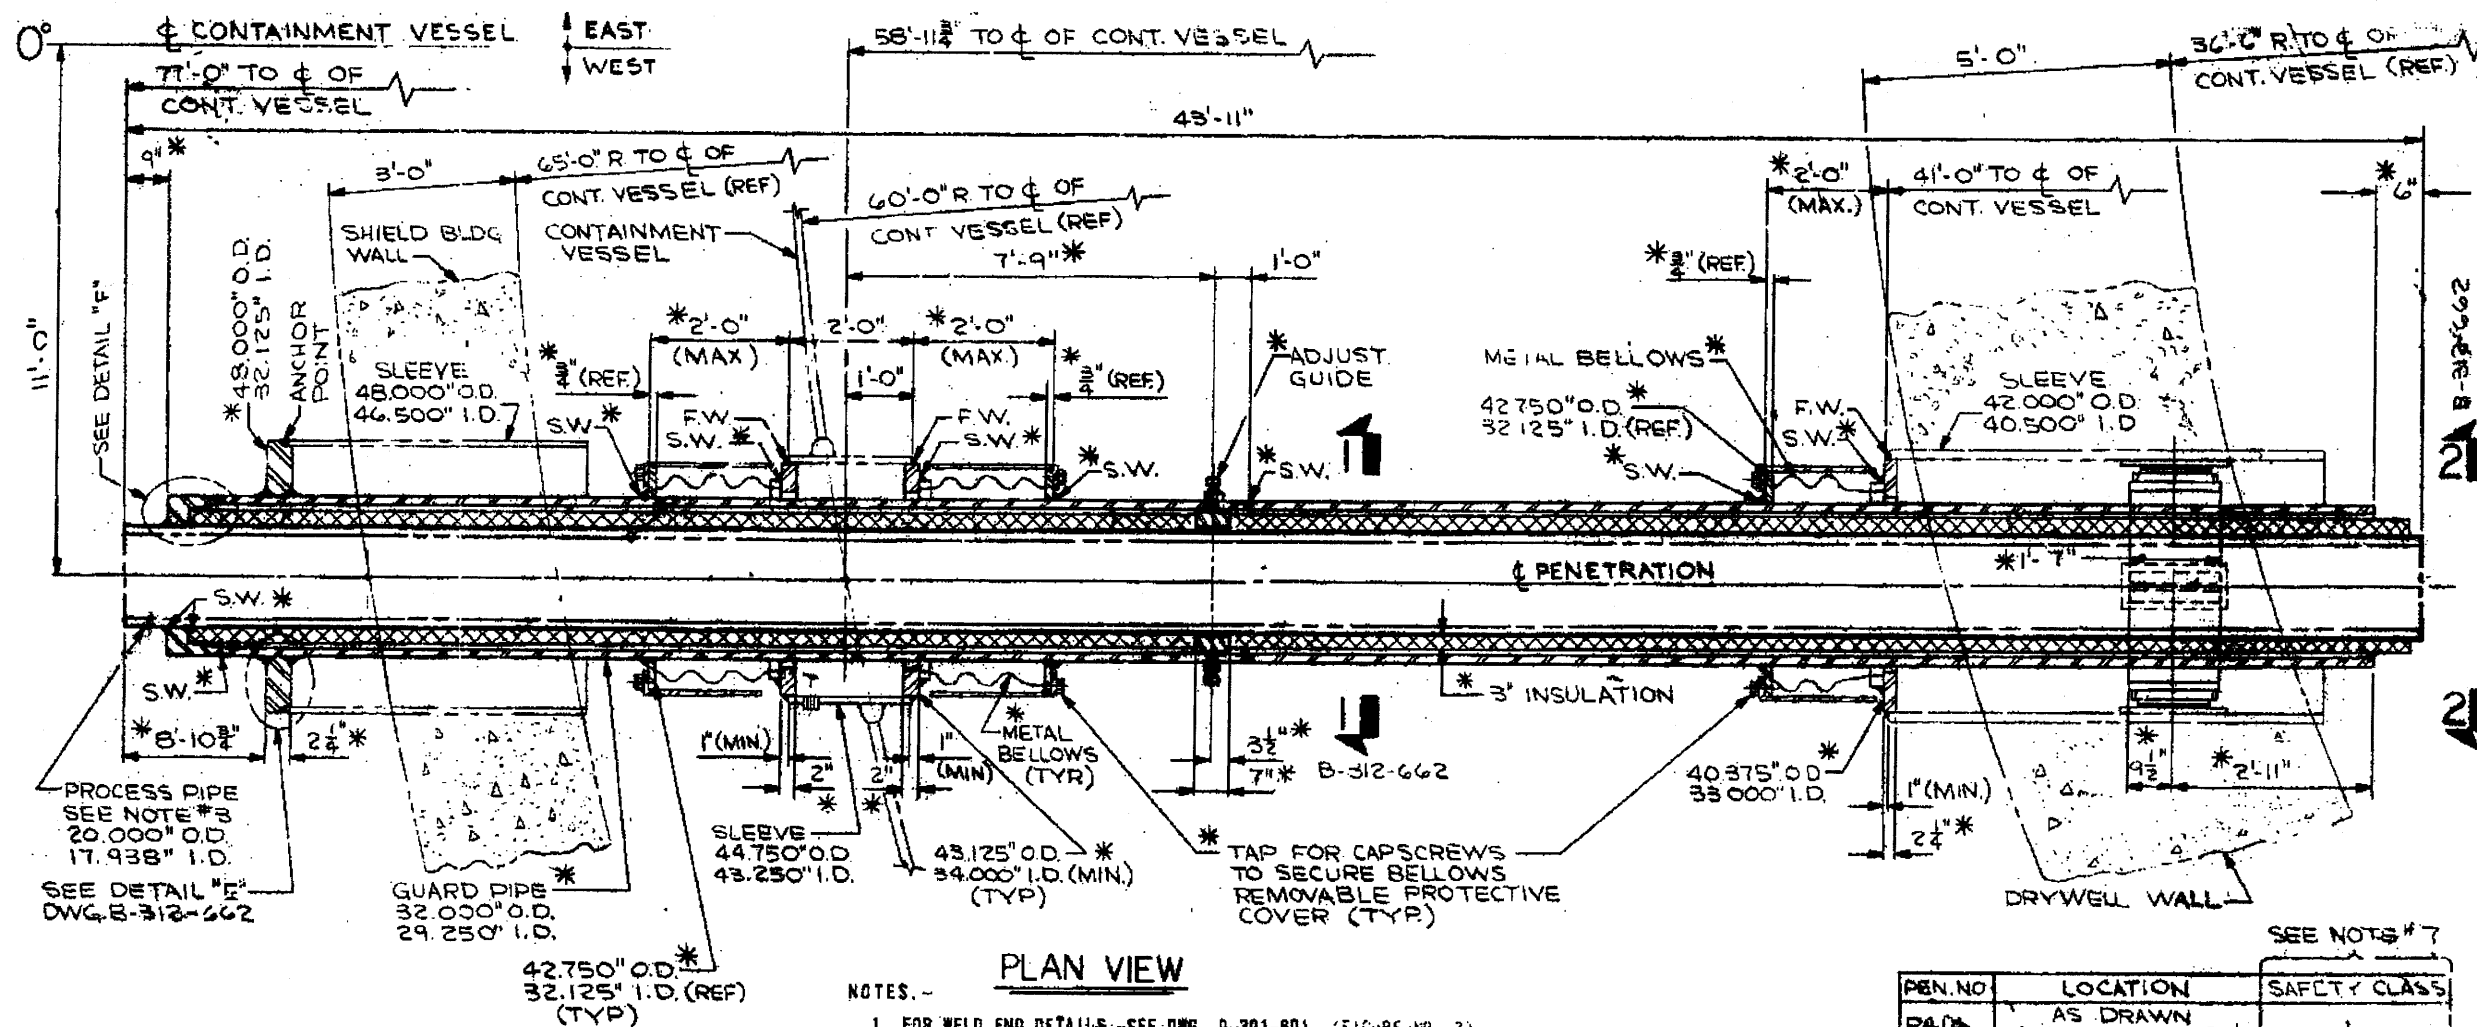 0°
℄ CONTAINMENT VESSEL
EAST
WEST
77'-0" TO ℄ OF
CONT. VESSEL
58'-11¾" TO ℄ OF CONT. VESSEL
5'-0"
36'-6" R. TO ℄ OF
CONT. VESSEL (REF.)
43'-11"
9" *
3'-0"
65'-0" R TO ℄ OF
CONT. VESSEL (REF)
60'-0" R. TO ℄ OF
CONT VESSEL (REF)
* 2'-0"
(MAX.)
41'-0" TO ℄ OF
CONT. VESSEL
* 6"
SHIELD BLDG
WALL
CONTAINMENT
VESSEL
7'-9" *
1'-0"
* ¾" (REF.)
11'-0"
SEE DETAIL "F"
* 48.000" O.D.
32.125" I.D.
ANCHOR
POINT
SLEEVE
48.000" O.D.
46.500" I.D.
* ¾" (REF.)
* 2'-0"
(MAX)
2'-0"
* 2'-0"
(MAX)
1'-0"
* ¾" (REF.)
* ADJUST
GUIDE
METAL BELLOWS *
42.750" O.D. *
32.125" I.D. (REF)
SLEEVE
42.000" O.D.
40.500" I.D
S.W. *
F.W.
S.W. *
F.W.
S.W. *
* S.W.
* S.W.
F.W.
S.W. *
* S.W.
1
2
B-312-662
℄ PENETRATION
* 1'-7"
S.W. *
S.W. *
* 3" INSULATION
1
2
* 8'-10¾"
2¼" *
1" (MIN)
2" *
2" *
1"
(MIN)
* METAL
BELLOWS
(TYP.)
3½" *
7" *
B-312-662
* 40.375" O.D
33.000" I.D.
1" (MIN.)
2¼" *
* 9½"
* 2'-11"
PROCESS PIPE
SEE NOTE #3
20.000" O.D.
17.938" I.D.
SEE DETAIL "E"
DWG. B-312-662
GUARD PIPE *
32.000" O.D.
29.250" I.D.
SLEEVE
44.750" O.D
43.250" I.D.
43.125" O.D. *
34.000" I.D. (MIN.)
(TYP)
* TAP FOR CAPSCREWS
TO SECURE BELLOWS
REMOVABLE PROTECTIVE
COVER (TYP.)
DRYWELL WALL
42.750" O.D. *
32.125" I.D. (REF)
(TYP)
PLAN VIEW
NOTES.-
1. FOR WELD END DETAILS - SEE DWG.
SEE NOTE #7
PEN. NO LOCATION SAFETY CLASS
AS DRAWN